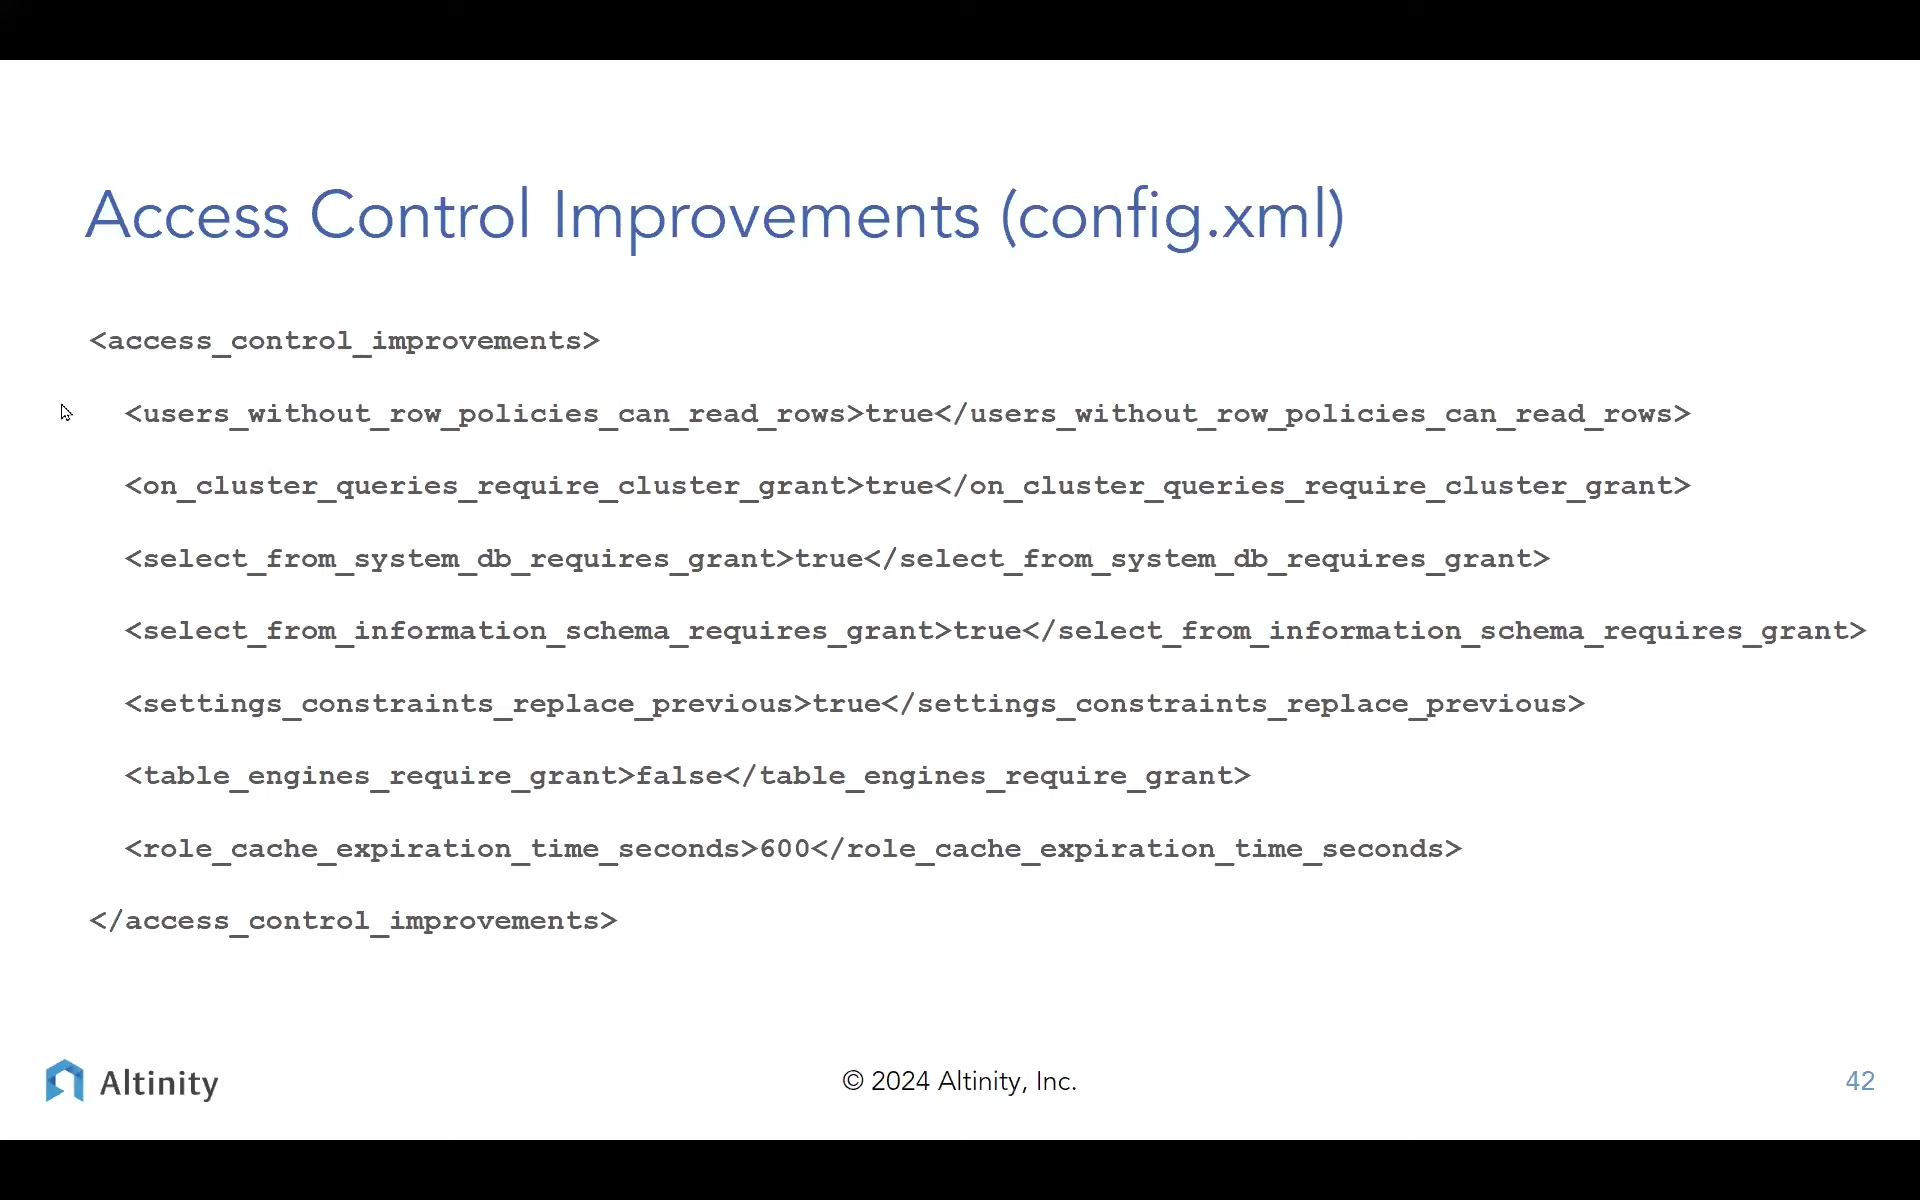 Access Control Improvements (config.xml)
<access_control_improvements>
<users_without_row_policies_can_read_rows>true</users_without_row_policies_can_read_rows>
<on_cluster_queries_require_cluster_grant>true</on_cluster_queries_require_cluster_grant>
<select_from_system_db_requires_grant>true</select_from_system_db_requires_grant>
<select_from_information_schema_requires_grant>true</select_from_information_schema_requires_grant>
<settings_constraints_replace_previous>true</settings_constraints_replace_previous>
<table_engines_require_grant>false</table_engines_require_grant>
<role_cache_expiration_time_seconds>600</role_cache_expiration_time_seconds>
</access_control_improvements>
Altinity
© 2024 Altinity, Inc.
42